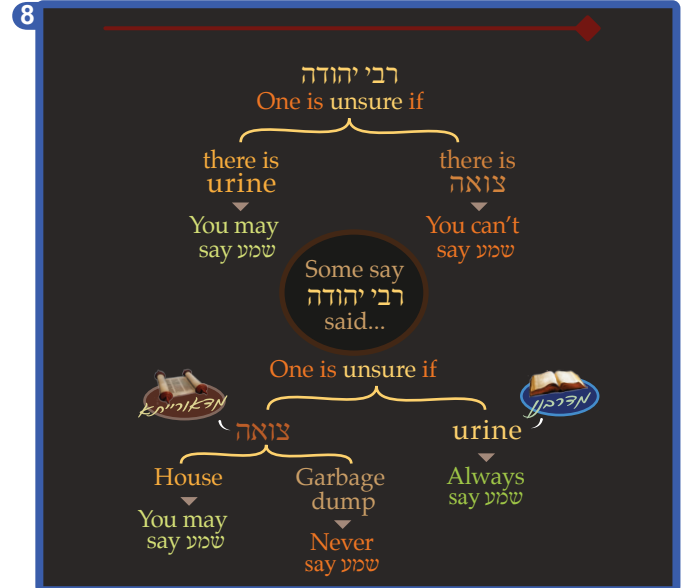 8
רבי יהודה
One is unsure if
there is
urine
You may
say שמע
there is
צואה
You can't
say שמע
Some say
רבי יהודה
said...
One is unsure if
מדאורייתא
צואה
House
You may
say שמע
Garbage
dump
Never
say שמע
מדרבנן
urine
Always
say שמע